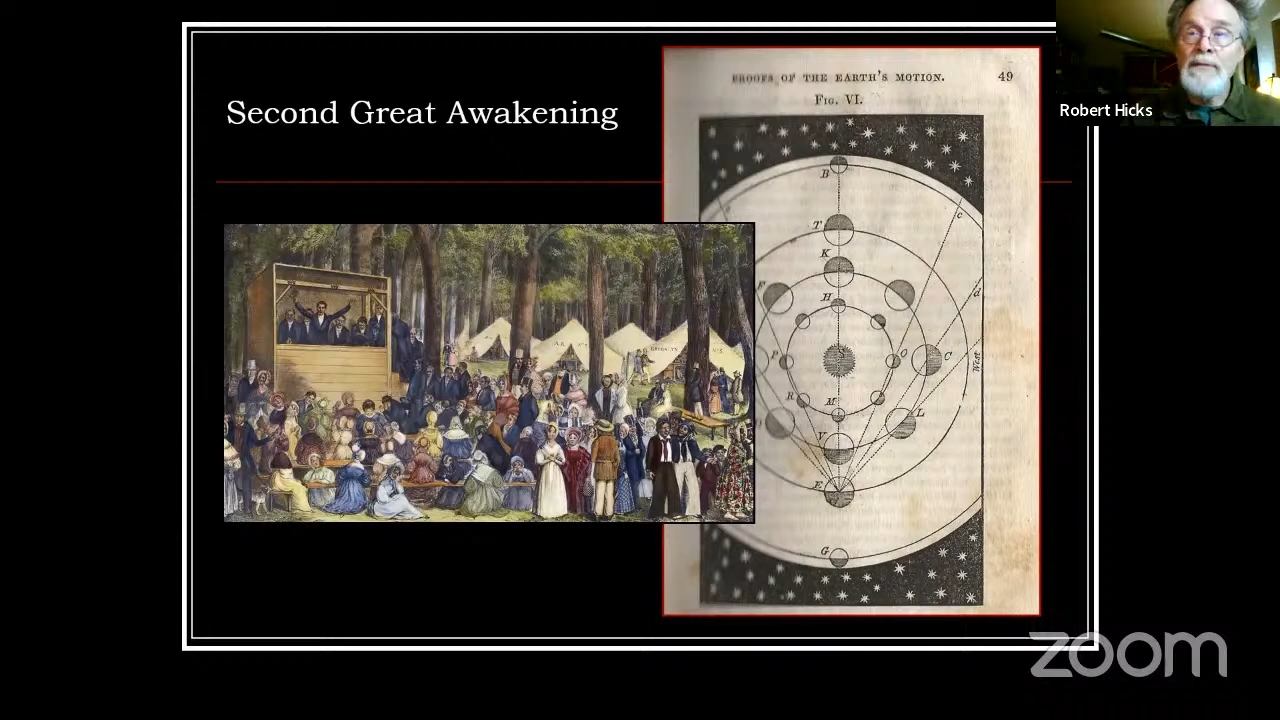 Second Great Awakening
PROOFS OF THE EARTH'S MOTION. 49
FIG. VI.
B
T
c
K
F
d
H
P
S
O
C
West
R
M
L
V
E
G
Robert Hicks
zoom